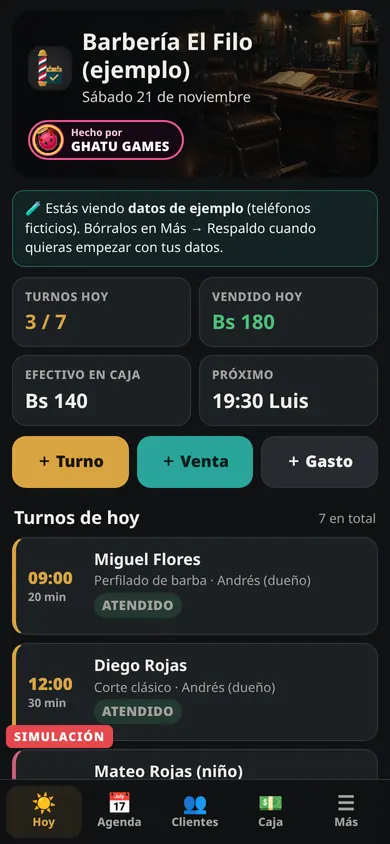 Barbería El Filo
(ejemplo)
Sábado 21 de noviembre
Hecho por
GHATU GAMES
🧪 Estás viendo datos de ejemplo (teléfonos
ficticios). Bórralos en Más → Respaldo cuando
quieras empezar con tus datos.
TURNOS HOY
3 / 7
VENDIDO HOY
Bs 180
EFECTIVO EN CAJA
Bs 140
PRÓXIMO
19:30 Luis
+ Turno
+ Venta
+ Gasto
Turnos de hoy
7 en total
09:00
20 min
Miguel Flores
Perfilado de barba · Andrés (dueño)
ATENDIDO
12:00
30 min
Diego Rojas
Corte clásico · Andrés (dueño)
ATENDIDO
SIMULACIÓN
Mateo Rojas (niño)
Hoy
Agenda
Clientes
Caja
Más